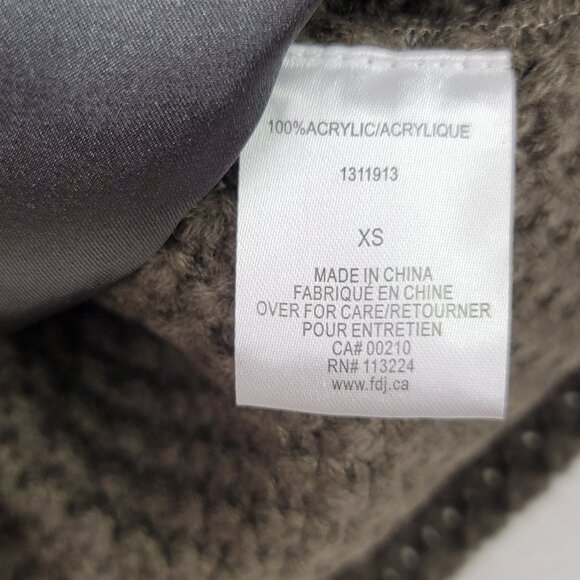 100%ACRYLIC/ACRYLIQUE
1311913
XS
MADE IN CHINA
FABRIQUÉ EN CHINE
OVER FOR CARE/RETOURNER
POUR ENTRETIEN
CA# 00210
RN# 113224
www.fdj.ca